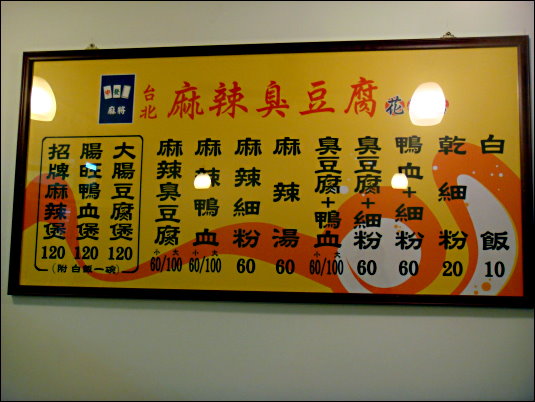 麻將
台北
麻辣臭豆腐
花
招牌麻辣煲 120
腸旺鴨血煲 120
大腸豆腐煲 120
(附 白飯一碗)
麻辣臭豆腐 小 大 60/100
麻辣鴨血 小 大 60/100
麻辣細粉 60
麻辣湯 60
臭豆腐+鴨血 小 大 60/100
臭豆腐+細粉 60
鴨血+細粉 60
乾細粉 20
白飯 10